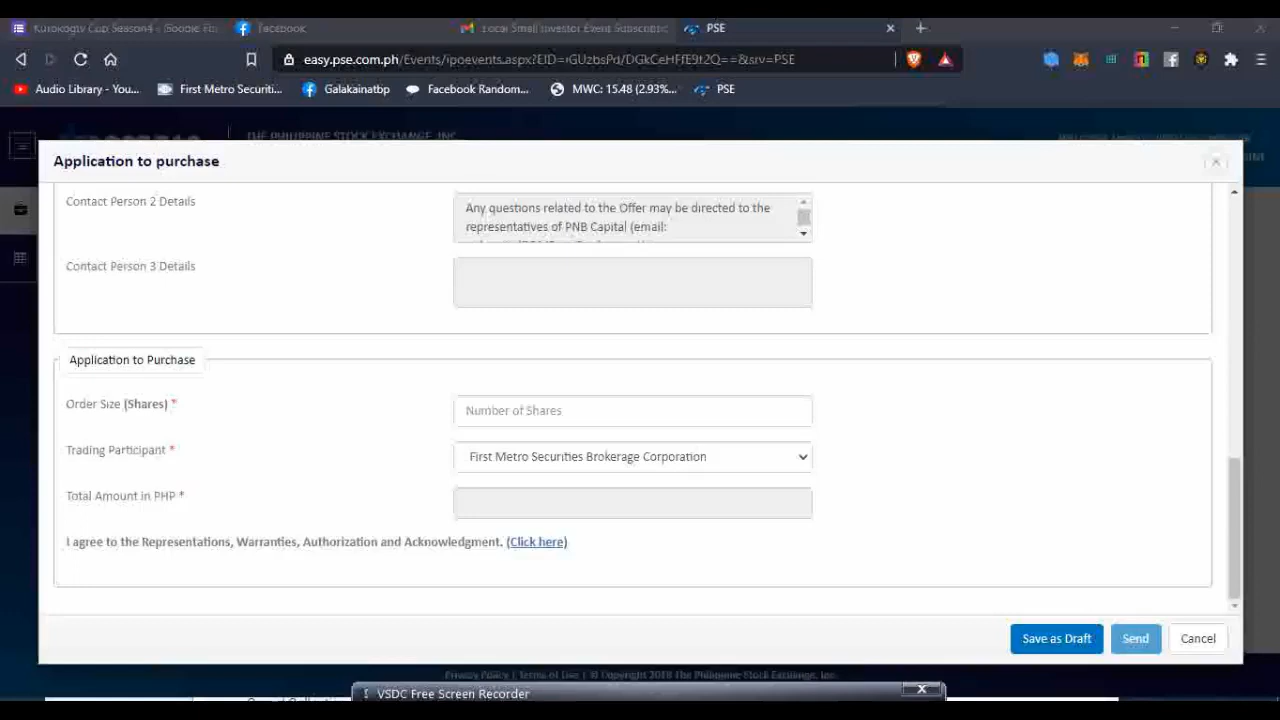 Kurokogtv Cup Season4 - Google Fo
Facebook
Local Small Investor Event Subscripti
PSE
easy.pse.com.ph/Events/ipoevents.aspx?
&srv=PSE
Audio Library - You...
First Metro Securiti...
Galakainatbp
Facebook Random...
MWC: 15.48 (2.93%...
PSE
THE PHILIPPINE STOCK EXCHANGE, INC.
Application to purchase
Contact Person 2 Details
Any questions related to the Offer may be directed to the
representatives of PNB Capital (email:
Contact Person 3 Details
Application to Purchase
Order Size (Shares) *
Number of Shares
Trading Participant *
First Metro Securities Brokerage Corporation
Total Amount in PHP *
I agree to the Representations, Warranties, Authorization and Acknowledgment. (Click here)
Save as Draft
Send
Cancel
Privacy Policy | Terms of Use | © Copyright 2018 The Philippine Stock Exchange, Inc.
VSDC Free Screen Recorder